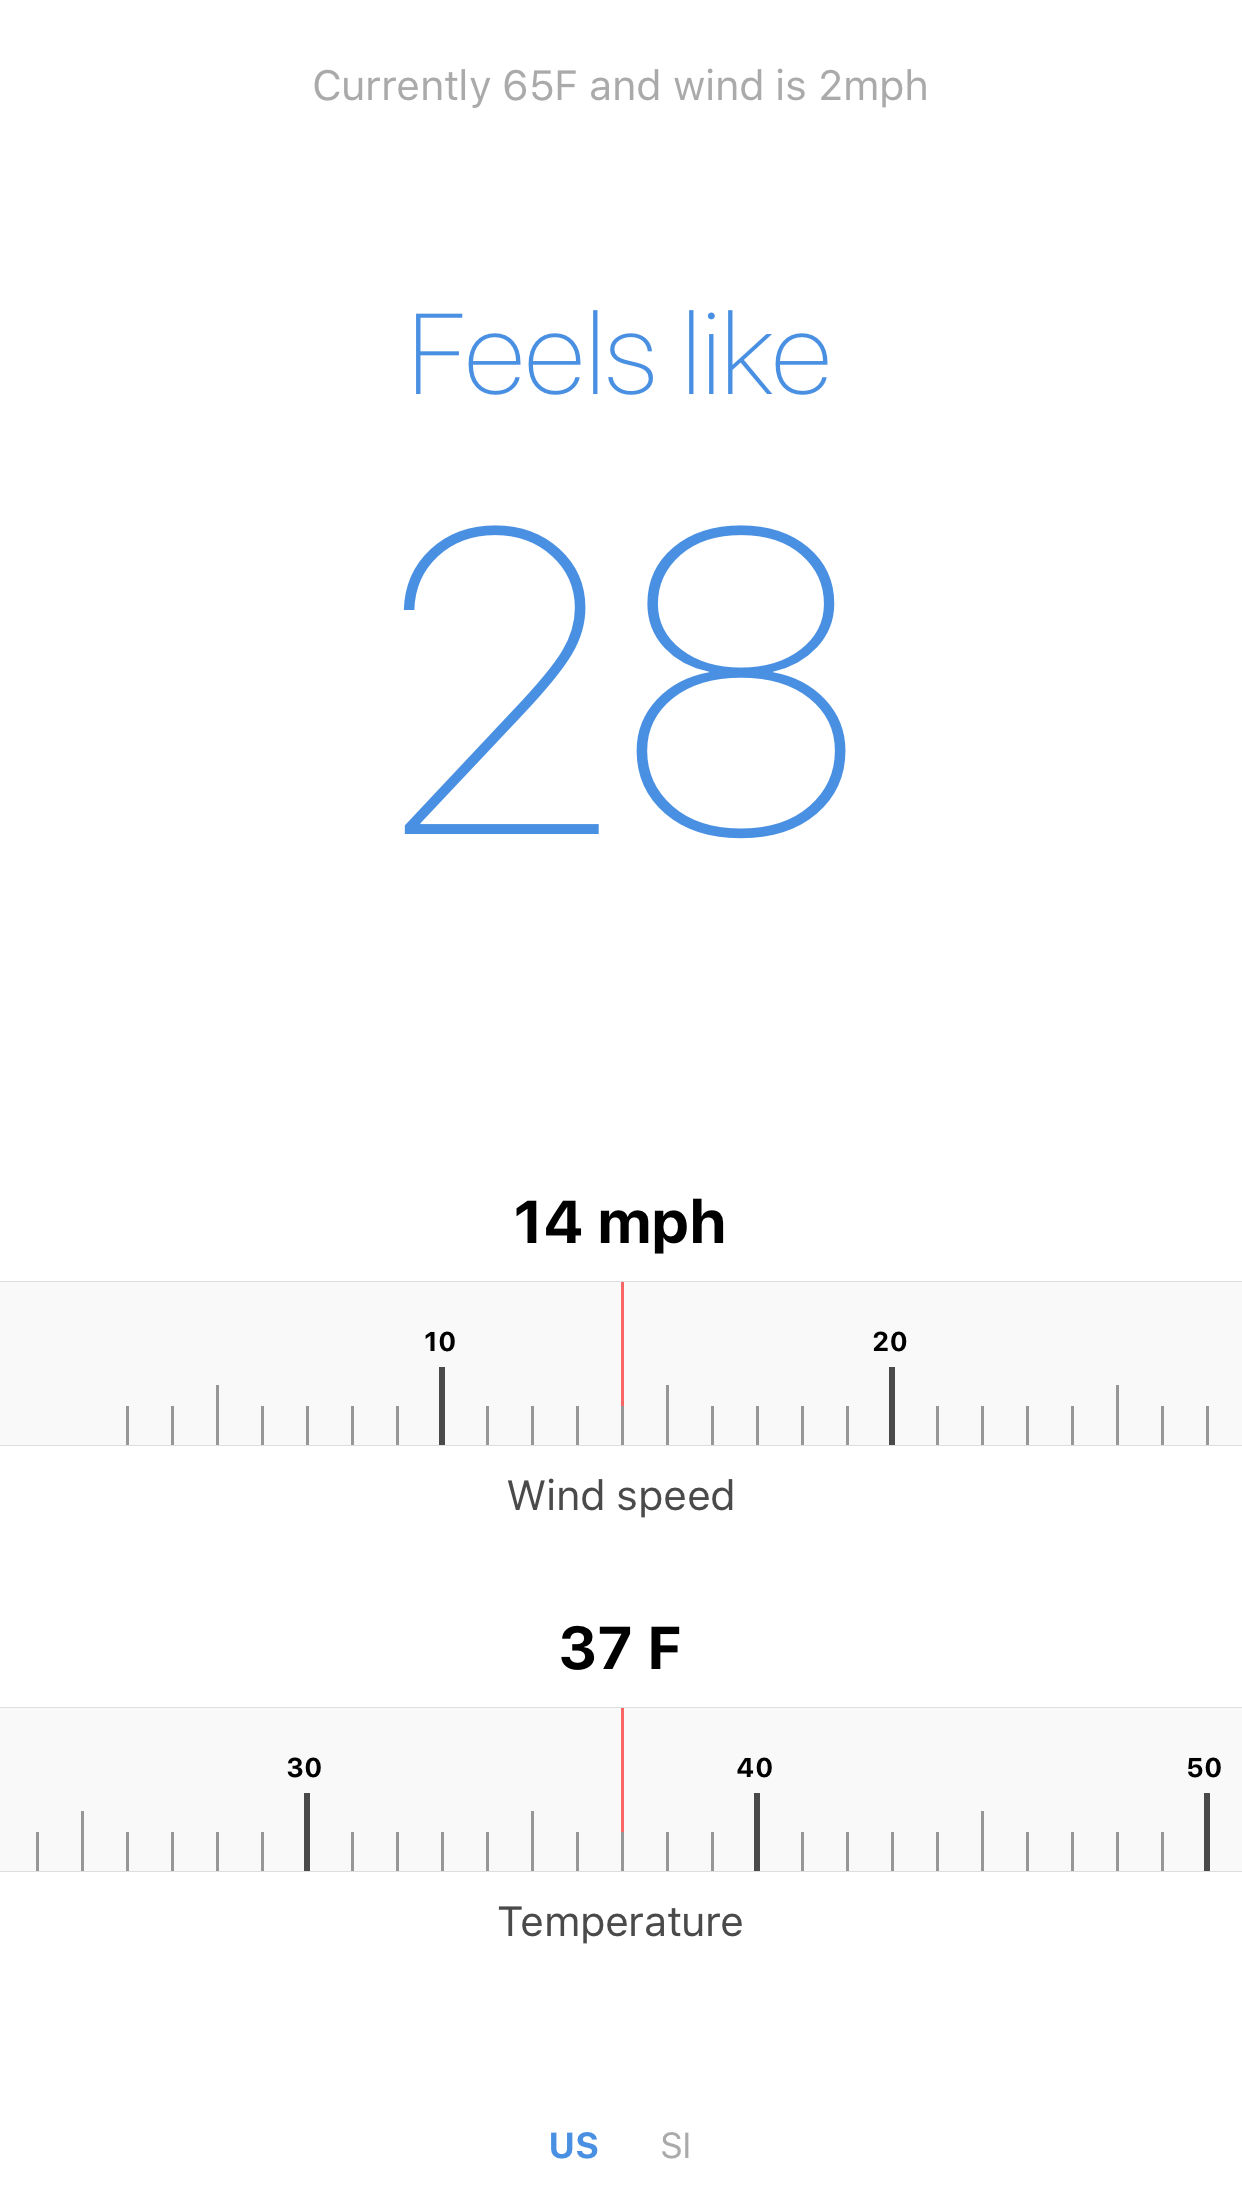 Currently 65F and wind is 2mph
Feels like
28
14 mph
10 20
Wind speed
37 F
30 40 50
Temperature
US SI